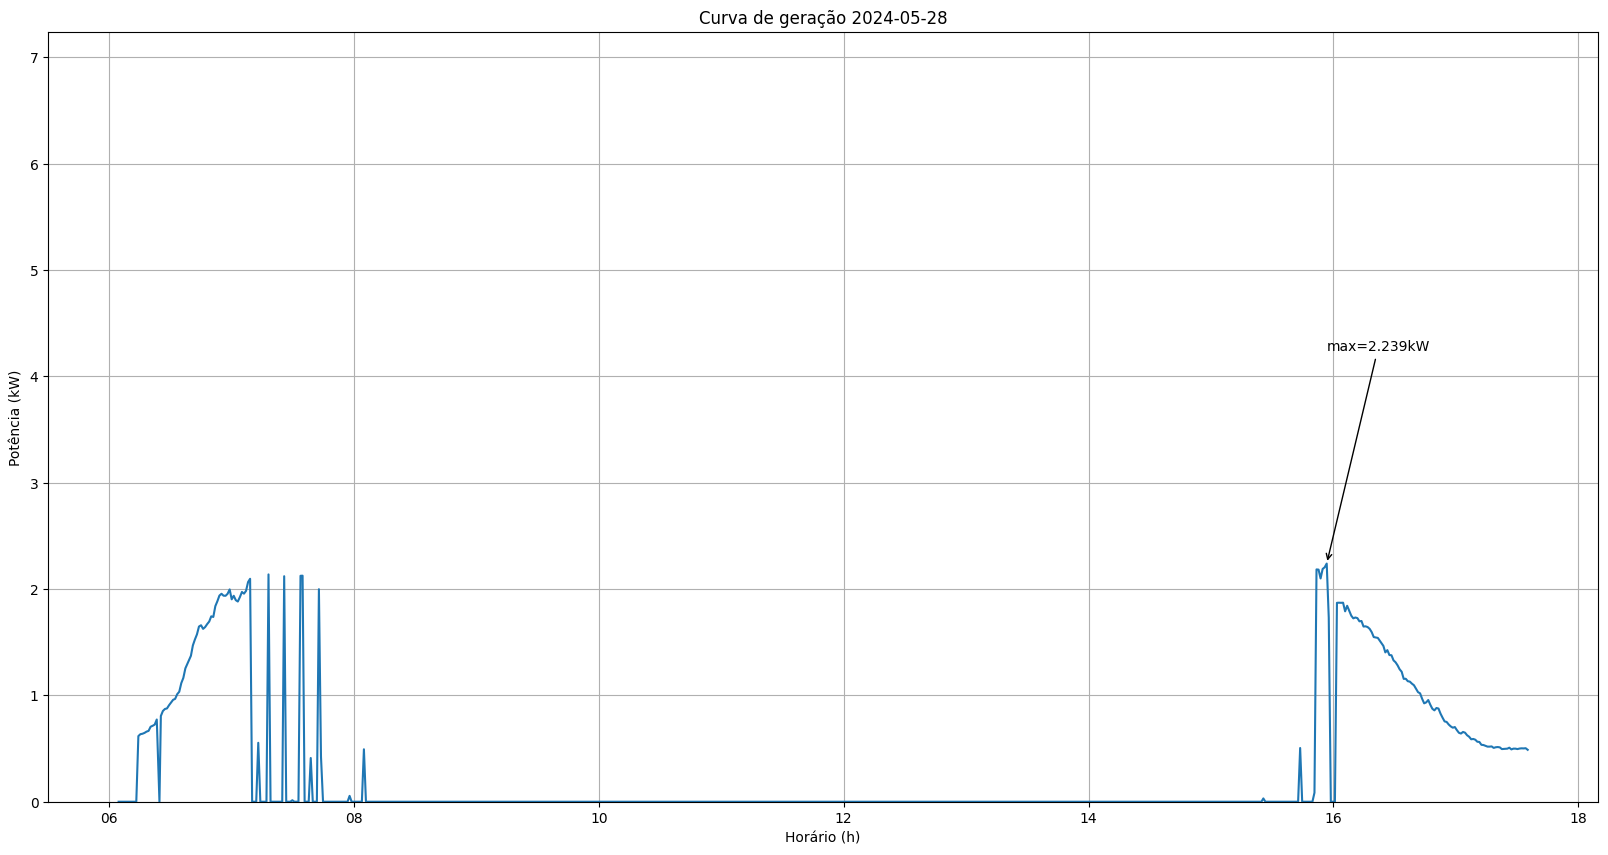 Curva de geração 2024-05-28
7
6
5
4
3
2
1
0
Potência (kW)
max=2.239kW
06 08 10 12 14 16 18
Horário (h)